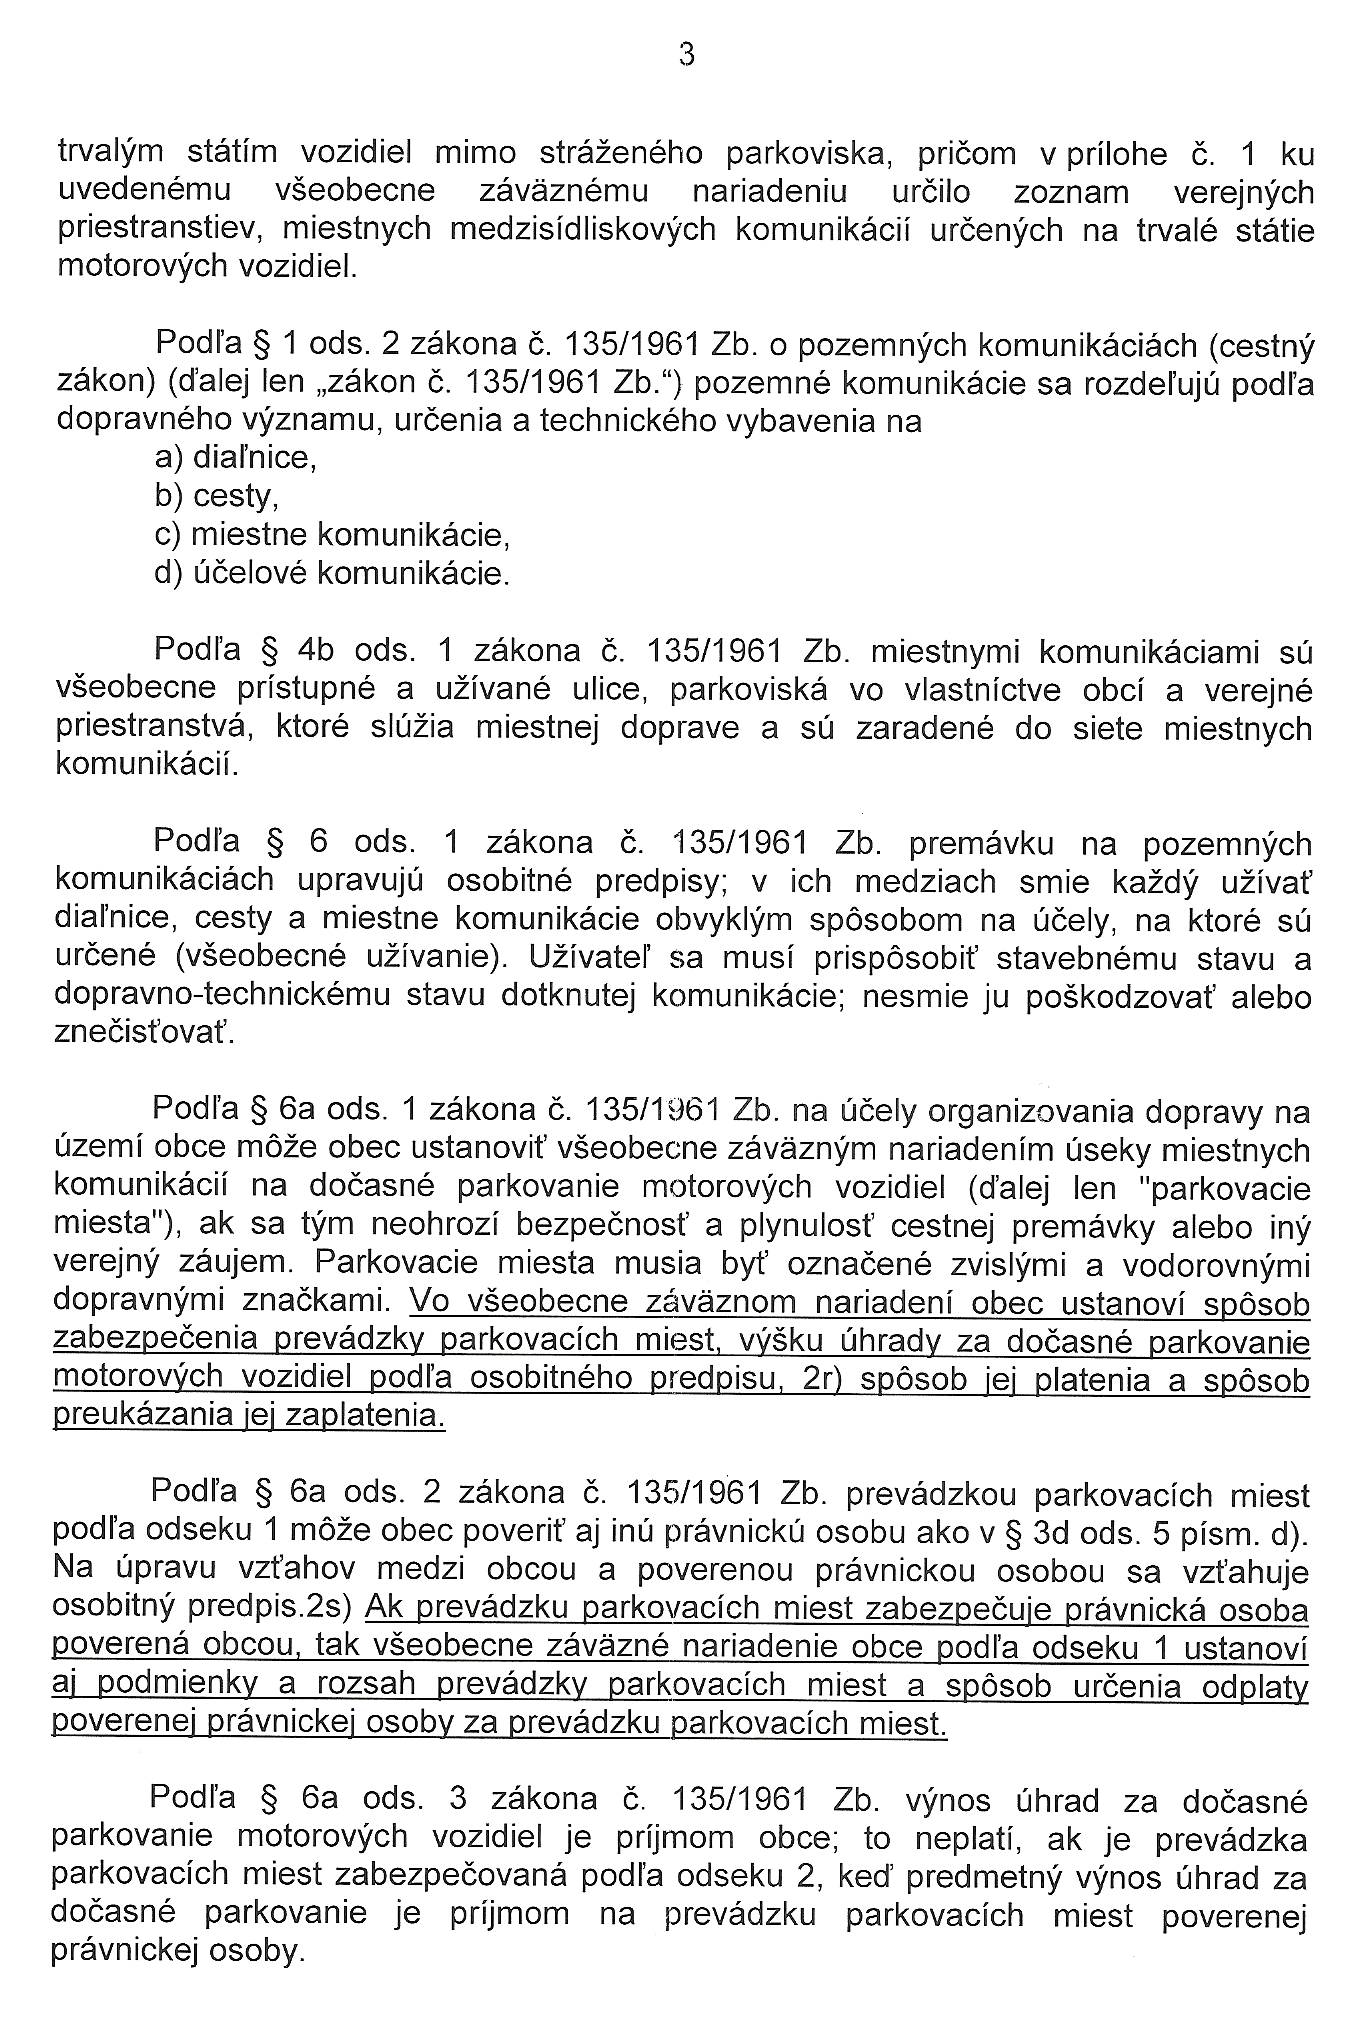 3
trvalým státím vozidiel mimo stráženého parkoviska, pričom v prílohe č. 1 ku
uvedenému všeobecne záväznému nariadeniu určilo zoznam verejných
priestranstiev, miestnych medzisídliskových komunikácií určených na trvalé státie
motorových vozidiel.
Podľa § 1 ods. 2 zákona č. 135/1961 Zb. o pozemných komunikáciách (cestný
zákon) (ďalej len „zákon č. 135/1961 Zb.“) pozemné komunikácie sa rozdeľujú podľa
dopravného významu, určenia a technického vybavenia na
a) diaľnice,
b) cesty,
c) miestne komunikácie,
d) účelové komunikácie.
Podľa § 4b ods. 1 zákona č. 135/1961 Zb. miestnymi komunikáciami sú
všeobecne prístupné a užívané ulice, parkoviská vo vlastníctve obcí a verejné
priestranstvá, ktoré slúžia miestnej doprave a sú zaradené do siete miestnych
komunikácií.
Podľa § 6 ods. 1 zákona č. 135/1961 Zb. premávku na pozemných
komunikáciách upravujú osobitné predpisy; v ich medziach smie každý užívať
diaľnice, cesty a miestne komunikácie obvyklým spôsobom na účely, na ktoré sú
určené (všeobecné užívanie). Užívateľ sa musí prispôsobiť stavebnému stavu a
dopravno-technickému stavu dotknutej komunikácie; nesmie ju poškodzovať alebo
znečisťovať.
Podľa § 6a ods. 1 zákona č. 135/1961 Zb. na účely organizovania dopravy na
území obce môže obec ustanoviť všeobecne záväzným nariadením úseky miestnych
komunikácií na dočasné parkovanie motorových vozidiel (ďalej len "parkovacie
miesta"), ak sa tým neohrozí bezpečnosť a plynulosť cestnej premávky alebo iný
verejný záujem. Parkovacie miesta musia byť označené zvislými a vodorovnými
dopravnými značkami. Vo všeobecne záväznom nariadení obec ustanoví spôsob
zabezpečenia prevádzky parkovacích miest, výšku úhrady za dočasné parkovanie
motorových vozidiel podľa osobitného predpisu, 2r) spôsob jej platenia a spôsob
preukázania jej zaplatenia.
Podľa § 6a ods. 2 zákona č. 135/1961 Zb. prevádzkou parkovacích miest
podľa odseku 1 môže obec poveriť aj inú právnickú osobu ako v § 3d ods. 5 písm. d).
Na úpravu vzťahov medzi obcou a poverenou právnickou osobou sa vzťahuje
osobitný predpis.2s) Ak prevádzku parkovacích miest zabezpečuje právnická osoba
poverená obcou, tak všeobecne záväzné nariadenie obce podľa odseku 1 ustanoví
aj podmienky a rozsah prevádzky parkovacích miest a spôsob určenia odplaty
poverenej právnickej osoby za prevádzku parkovacích miest.
Podľa § 6a ods. 3 zákona č. 135/1961 Zb. výnos úhrad za dočasné
parkovanie motorových vozidiel je príjmom obce; to neplatí, ak je prevádzka
parkovacích miest zabezpečovaná podľa odseku 2, keď predmetný výnos úhrad za
dočasné parkovanie je príjmom na prevádzku parkovacích miest poverenej
právnickej osoby.